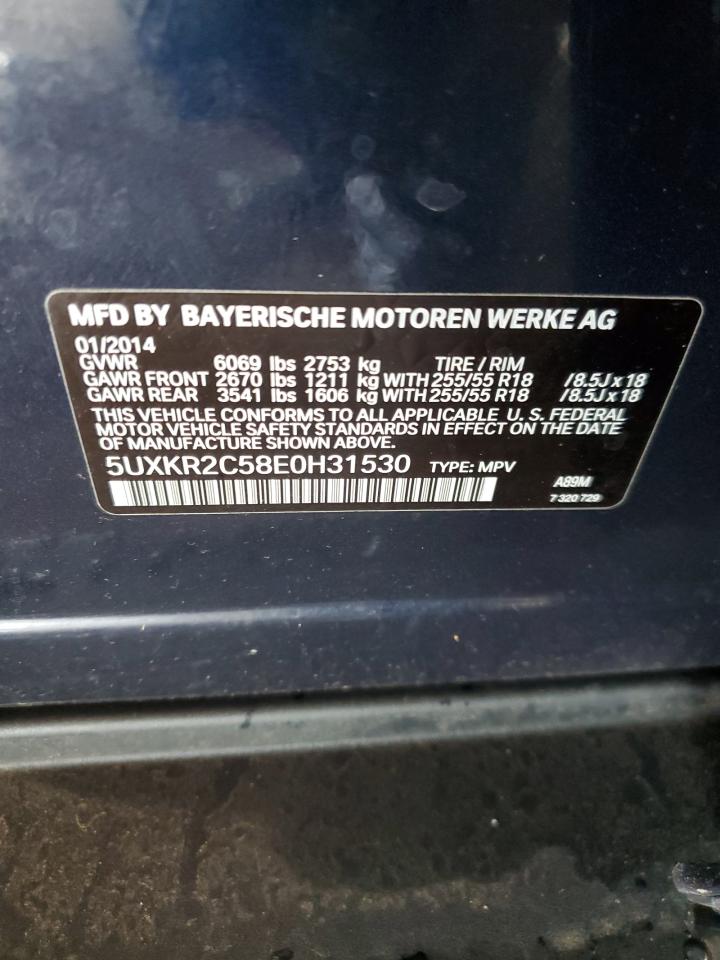 MFD BY BAYERISCHE MOTOREN WERKE AG
01/2014
GVWR 6069 lbs 2753 kg TIRE / RIM
GAWR FRONT 2670 lbs 1211 kg WITH 255/55 R18 /8.5J x 18
GAWR REAR 3541 lbs 1606 kg WITH 255/55 R18 /8.5J x 18
THIS VEHICLE CONFORMS TO ALL APPLICABLE U. S. FEDERAL
MOTOR VEHICLE SAFETY STANDARDS IN EFFECT ON THE DATE
OF MANUFACTURE SHOWN ABOVE.
5UXKR2C58E0H31530 TYPE: MPV
A89M
7 320 729